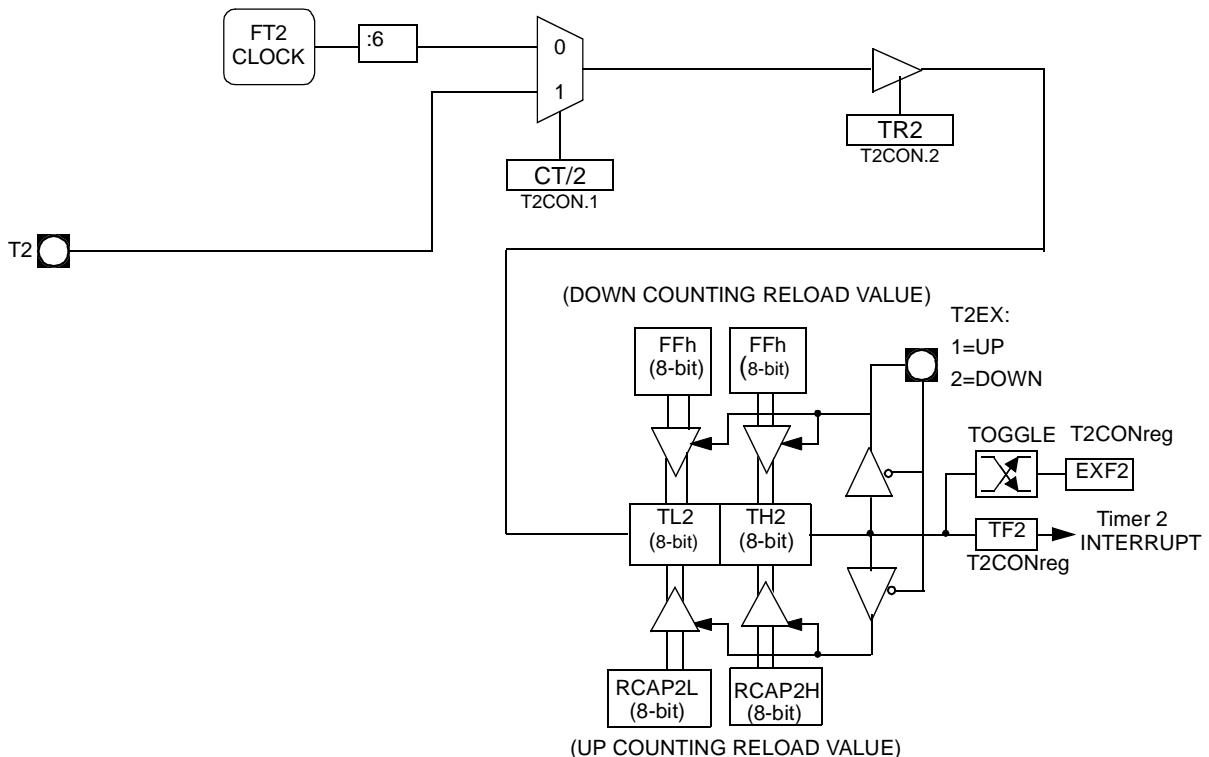 FT2
CLOCK
:6
0
1
TR2
T2CON.2
CT/2
T2CON.1
T2
(DOWN COUNTING RELOAD VALUE)
T2EX:
1=UP
2=DOWN
FFh
(8-bit)
FFh
(8-bit)
TOGGLE
T2CONreg
EXF2
TL2
(8-bit)
TH2
(8-bit)
TF2
T2CONreg
Timer 2
INTERRUPT
RCAP2L
(8-bit)
RCAP2H
(8-bit)
(UP COUNTING RELOAD VALUE)